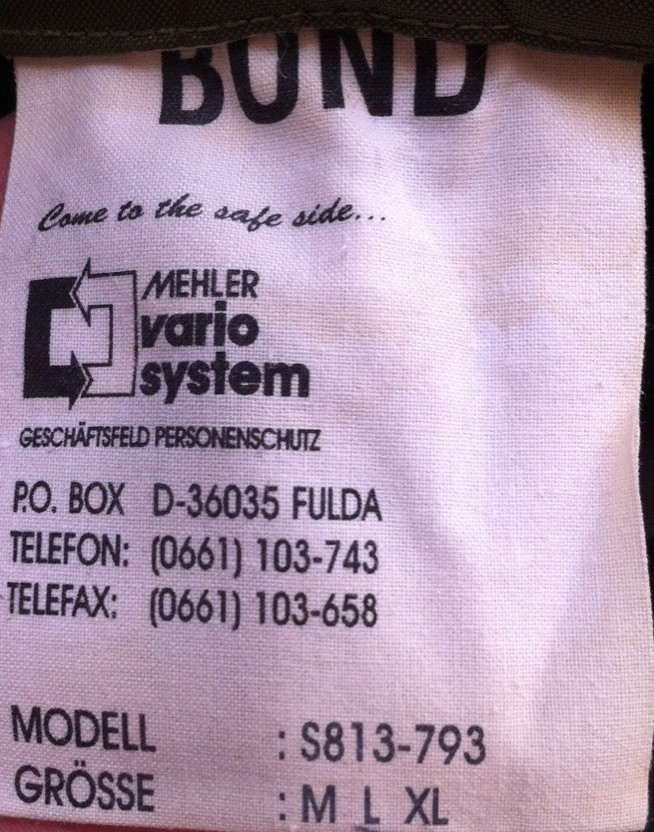 BOND
Come to the safe side...
MEHLER
vario
system
GESCHÄFTSFELD PERSONENSCHUTZ
P.O. BOX D-36035 FULDA
TELEFON: (0661) 103-743
TELEFAX: (0661) 103-658
MODELL : S813-793
GRÖSSE : M L XL